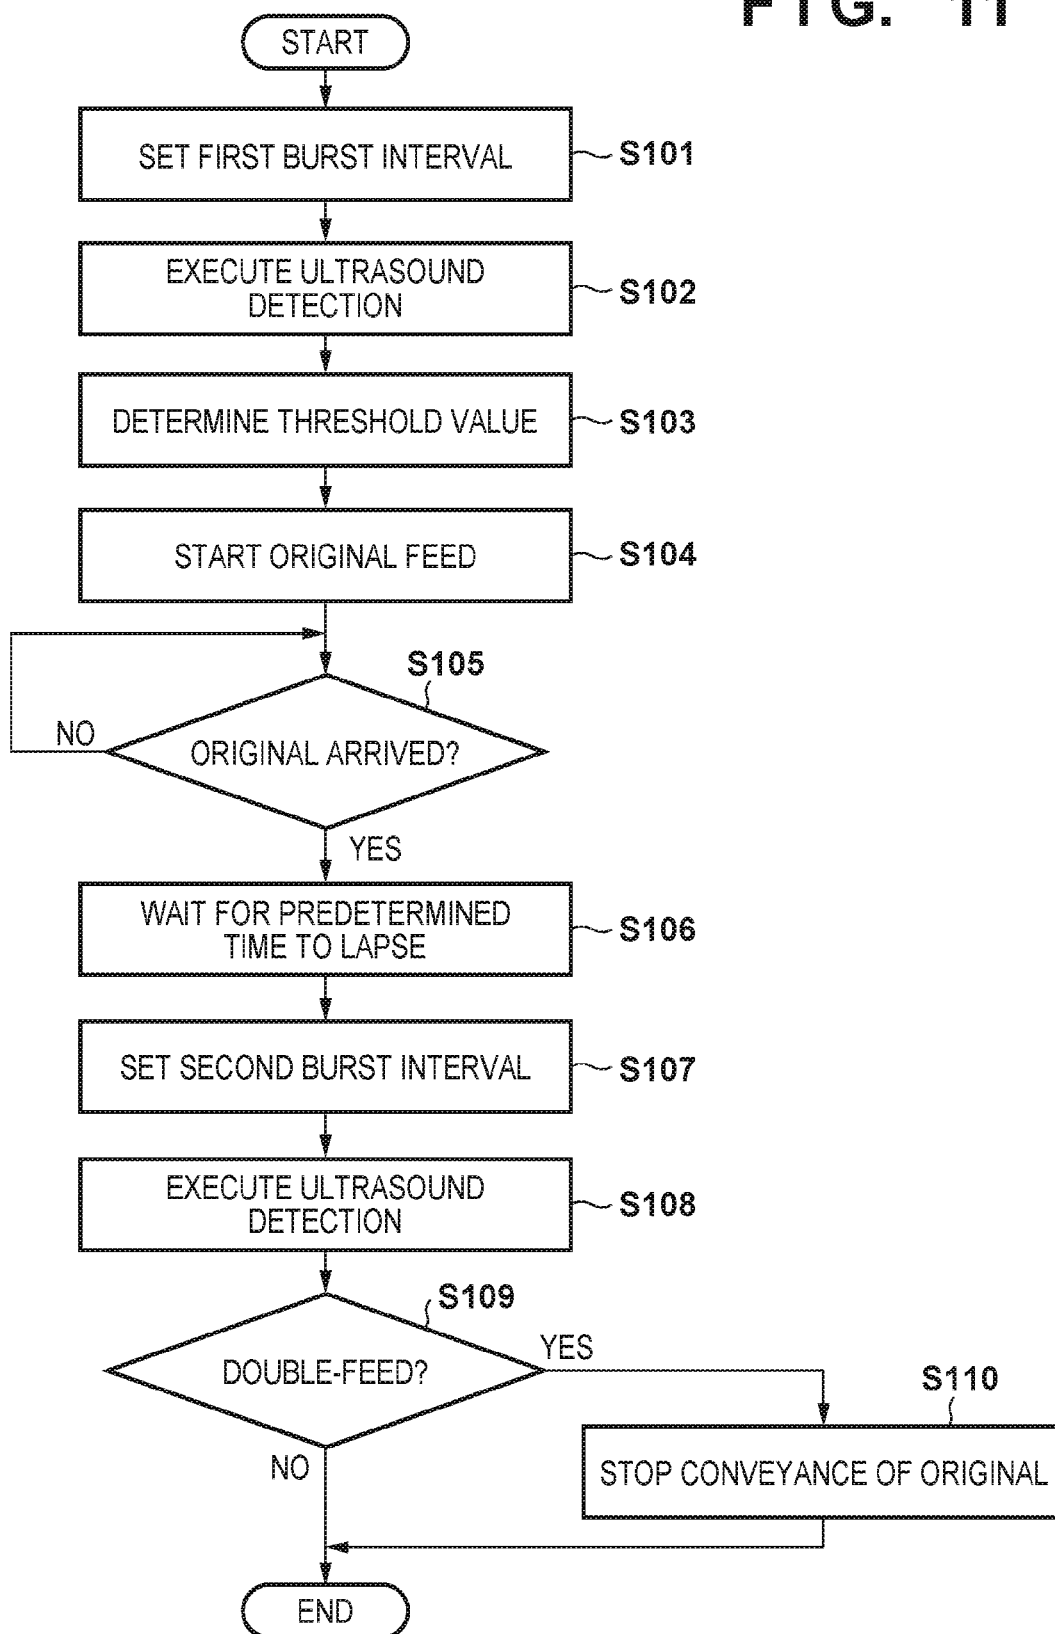 FIG. 11
START
SET FIRST BURST INTERVAL
S101
EXECUTE ULTRASOUND
DETECTION
S102
DETERMINE THRESHOLD VALUE
S103
START ORIGINAL FEED
S104
S105
NO
ORIGINAL ARRIVED?
YES
WAIT FOR PREDETERMINED
TIME TO LAPSE
S106
SET SECOND BURST INTERVAL
S107
EXECUTE ULTRASOUND
DETECTION
S108
S109
DOUBLE-FEED?
YES
S110
NO
STOP CONVEYANCE OF ORIGINAL
END